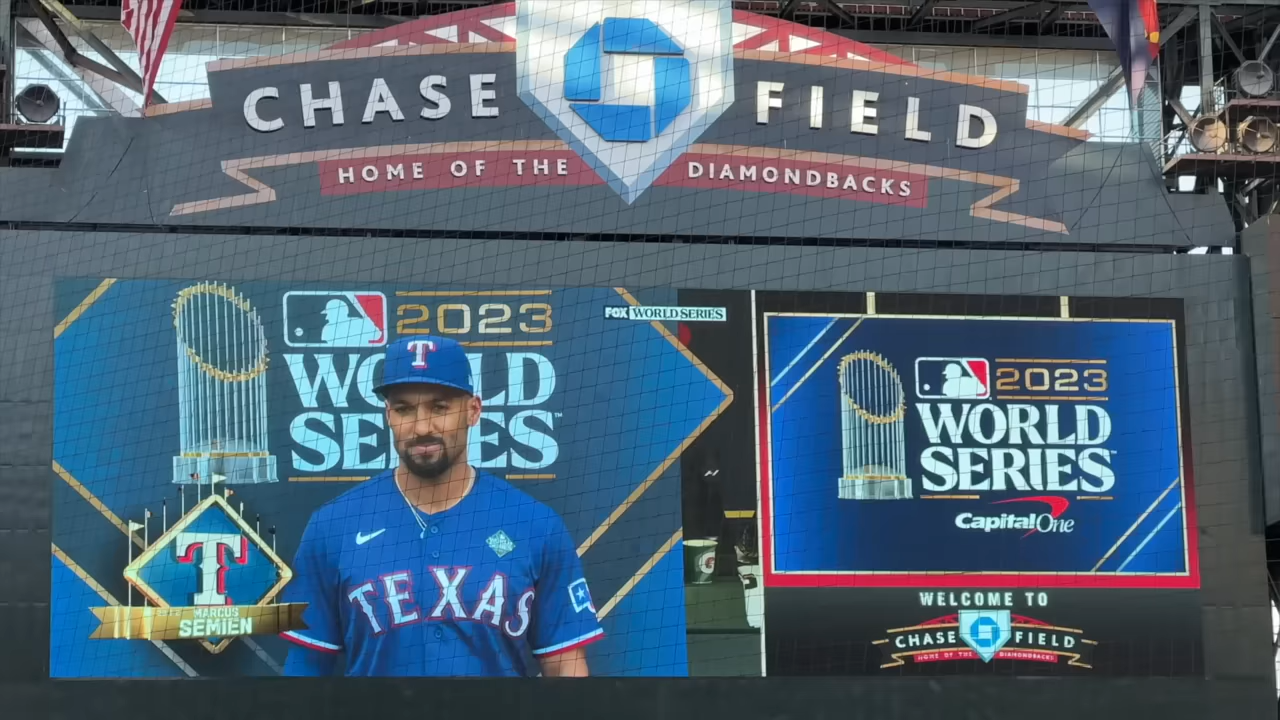 CHASE FIELD
HOME OF THE DIAMONDBACKS
2023
WORLD
SERIES
FOX WORLD SERIES
T
TEXAS
T
MARCUS
SEMIEN
2023
WORLD
SERIES
CapitalOne
WELCOME TO
CHASE FIELD
HOME OF THE DIAMONDBACKS